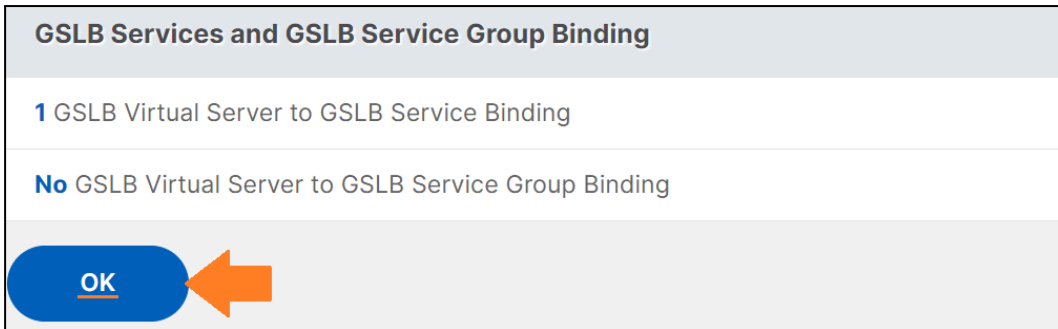 GSLB Services and GSLB Service Group Binding
1 GSLB Virtual Server to GSLB Service Binding
No GSLB Virtual Server to GSLB Service Group Binding
OK